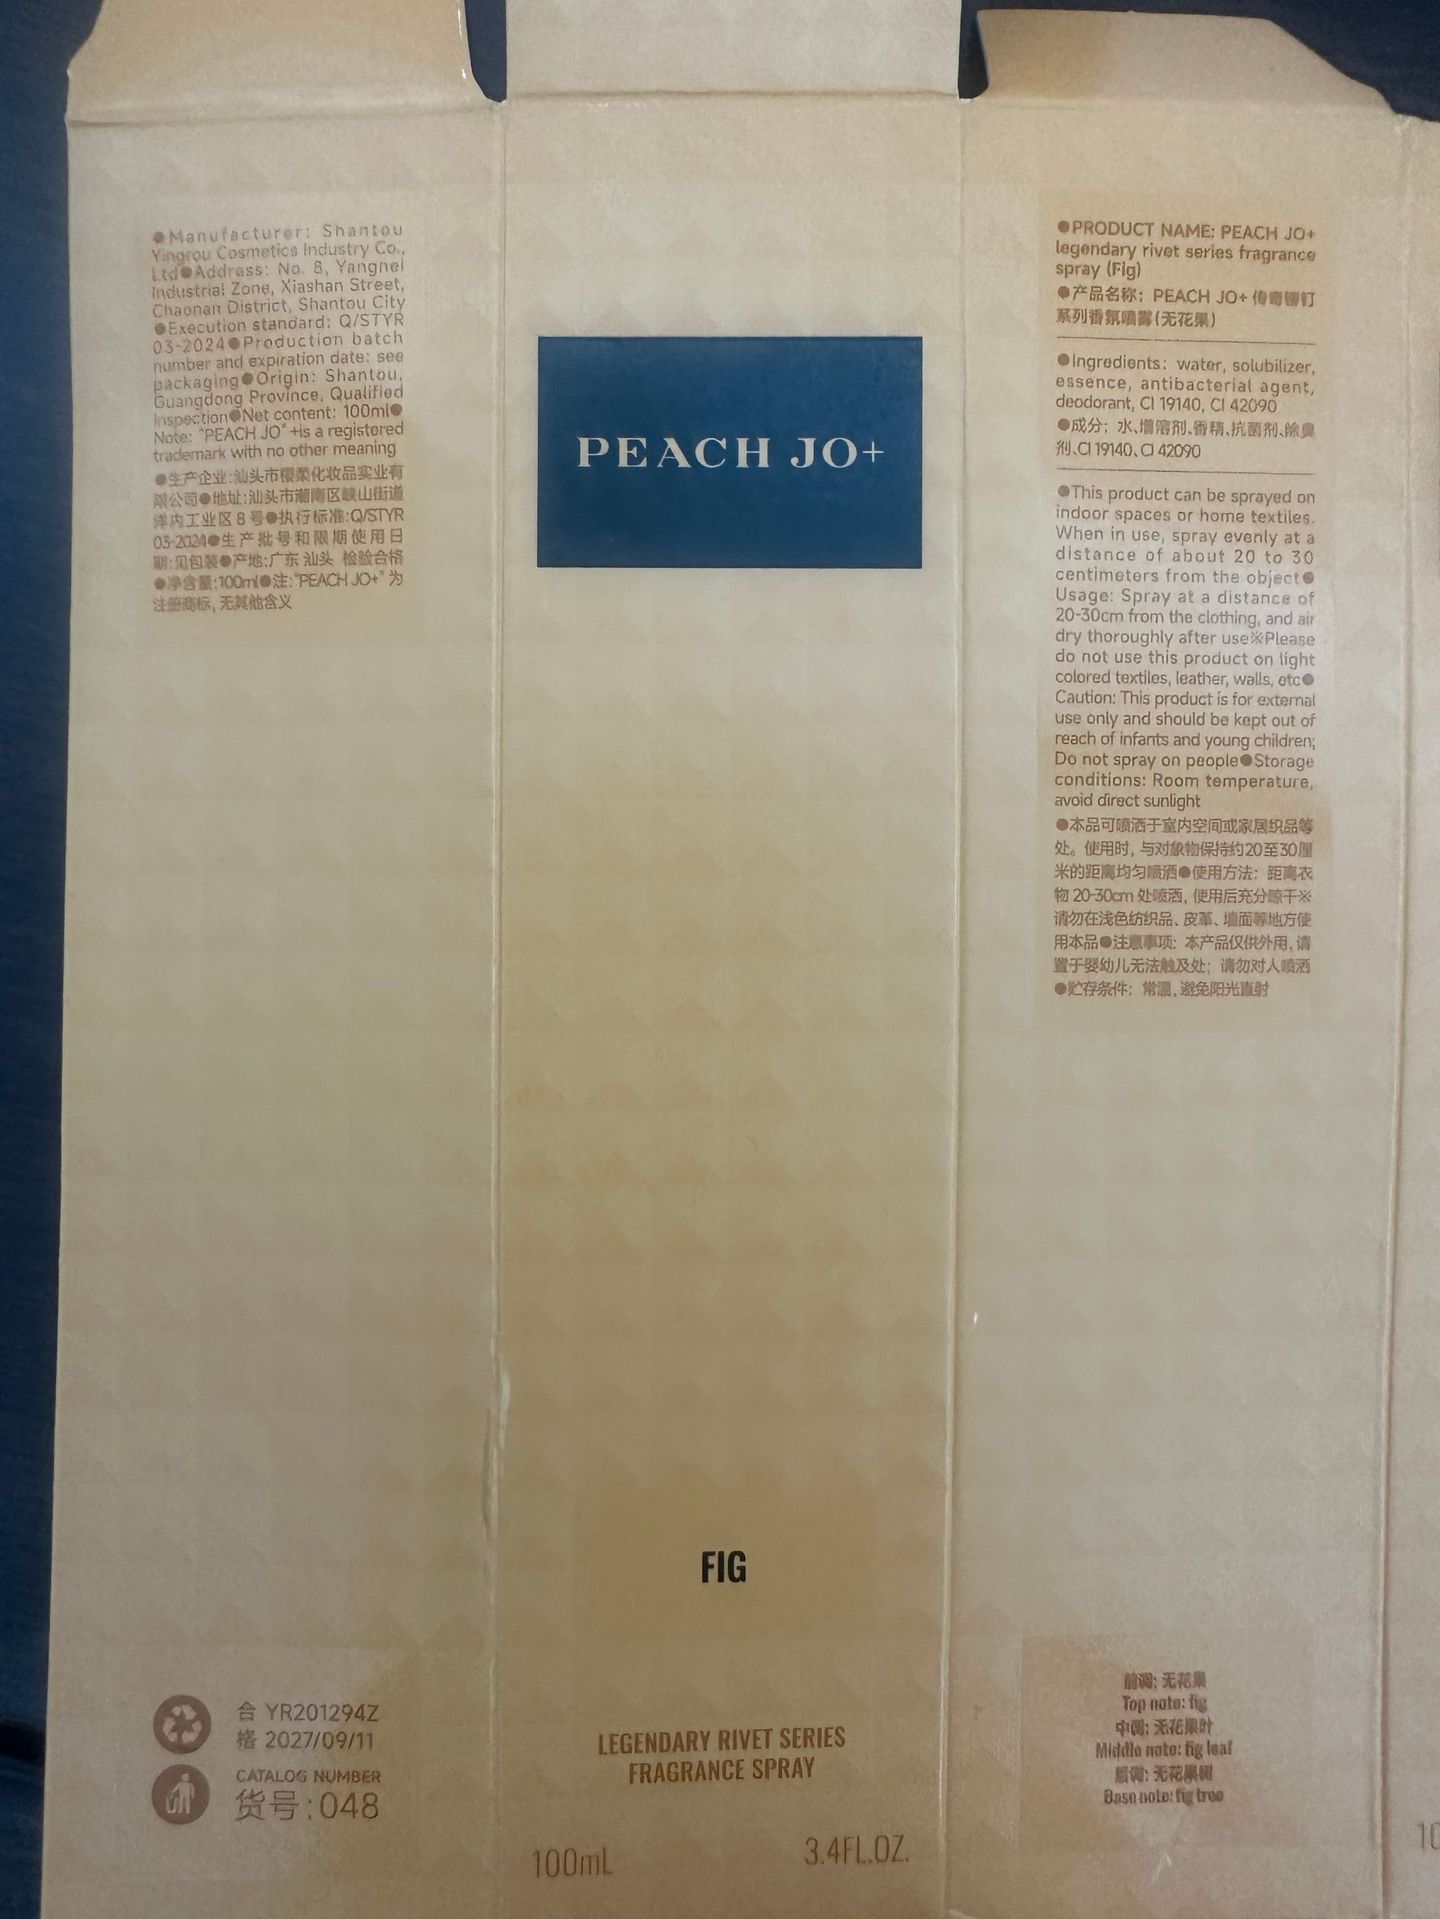 ●Manufacturer: Shantou
Yingrou Cosmetics Industry Co.,
Ltd●Address: No. 8, Yangnei
Industrial Zone, Xiashan Street,
Chaonan District, Shantou City
●Execution standard: Q/STYR
03-2024●Production batch
number and expiration date: see
packaging●Origin: Shantou,
Guangdong Province, Qualified
Inspection●Net content: 100ml●
Note: "PEACH JO" +is a registered
trademark with no other meaning
●生产企业:汕头市樱柔化妆品实业有
限公司●地址:汕头市潮南区峡山街道
洋内工业区 8 号●执行标准:Q/STYR
03-2024●生产批号和限期使用日
期:见包装●产地:广东 汕头 检验合格
●净含量:100ml●注:"PEACH JO+" 为
注册商标, 无其他含义
合 YR201294Z
格 2027/09/11
CATALOG NUMBER
货号:048
PEACH JO+
FIG
LEGENDARY RIVET SERIES
FRAGRANCE SPRAY
100mL
3.4FL.OZ.
●PRODUCT NAME: PEACH JO+
legendary rivet series fragrance
spray (Fig)
●产品名称: PEACH JO+ 传奇铆钉
系列香氛喷雾(无花果)
●Ingredients: water, solubilizer,
essence, antibacterial agent,
deodorant, CI 19140, CI 42090
●成分: 水、增溶剂、香精、抗菌剂、除臭
剂、CI 19140、CI 42090
●This product can be sprayed on
indoor spaces or home textiles.
When in use, spray evenly at a
distance of about 20 to 30
centimeters from the object●
Usage: Spray at a distance of
20-30cm from the clothing, and air
dry thoroughly after use※Please
do not use this product on light
colored textiles, leather, walls, etc●
Caution: This product is for external
use only and should be kept out of
reach of infants and young children;
Do not spray on people●Storage
conditions: Room temperature,
avoid direct sunlight
●本品可喷洒于室内空间或家居织品等
处。使用时, 与对象物保持约20至30厘
米的距离均匀喷洒●使用方法: 距离衣
物 20-30cm 处喷洒, 使用后充分晾干※
请勿在浅色纺织品、皮革、墙面等地方使
用本品●注意事项: 本产品仅供外用, 请
置于婴幼儿无法触及处; 请勿对人喷洒
●贮存条件: 常温, 避免阳光直射
前调: 无花果
Top note: fig
中调: 无花果叶
Middle note: fig leaf
后调: 无花果树
Base note: fig tree
10